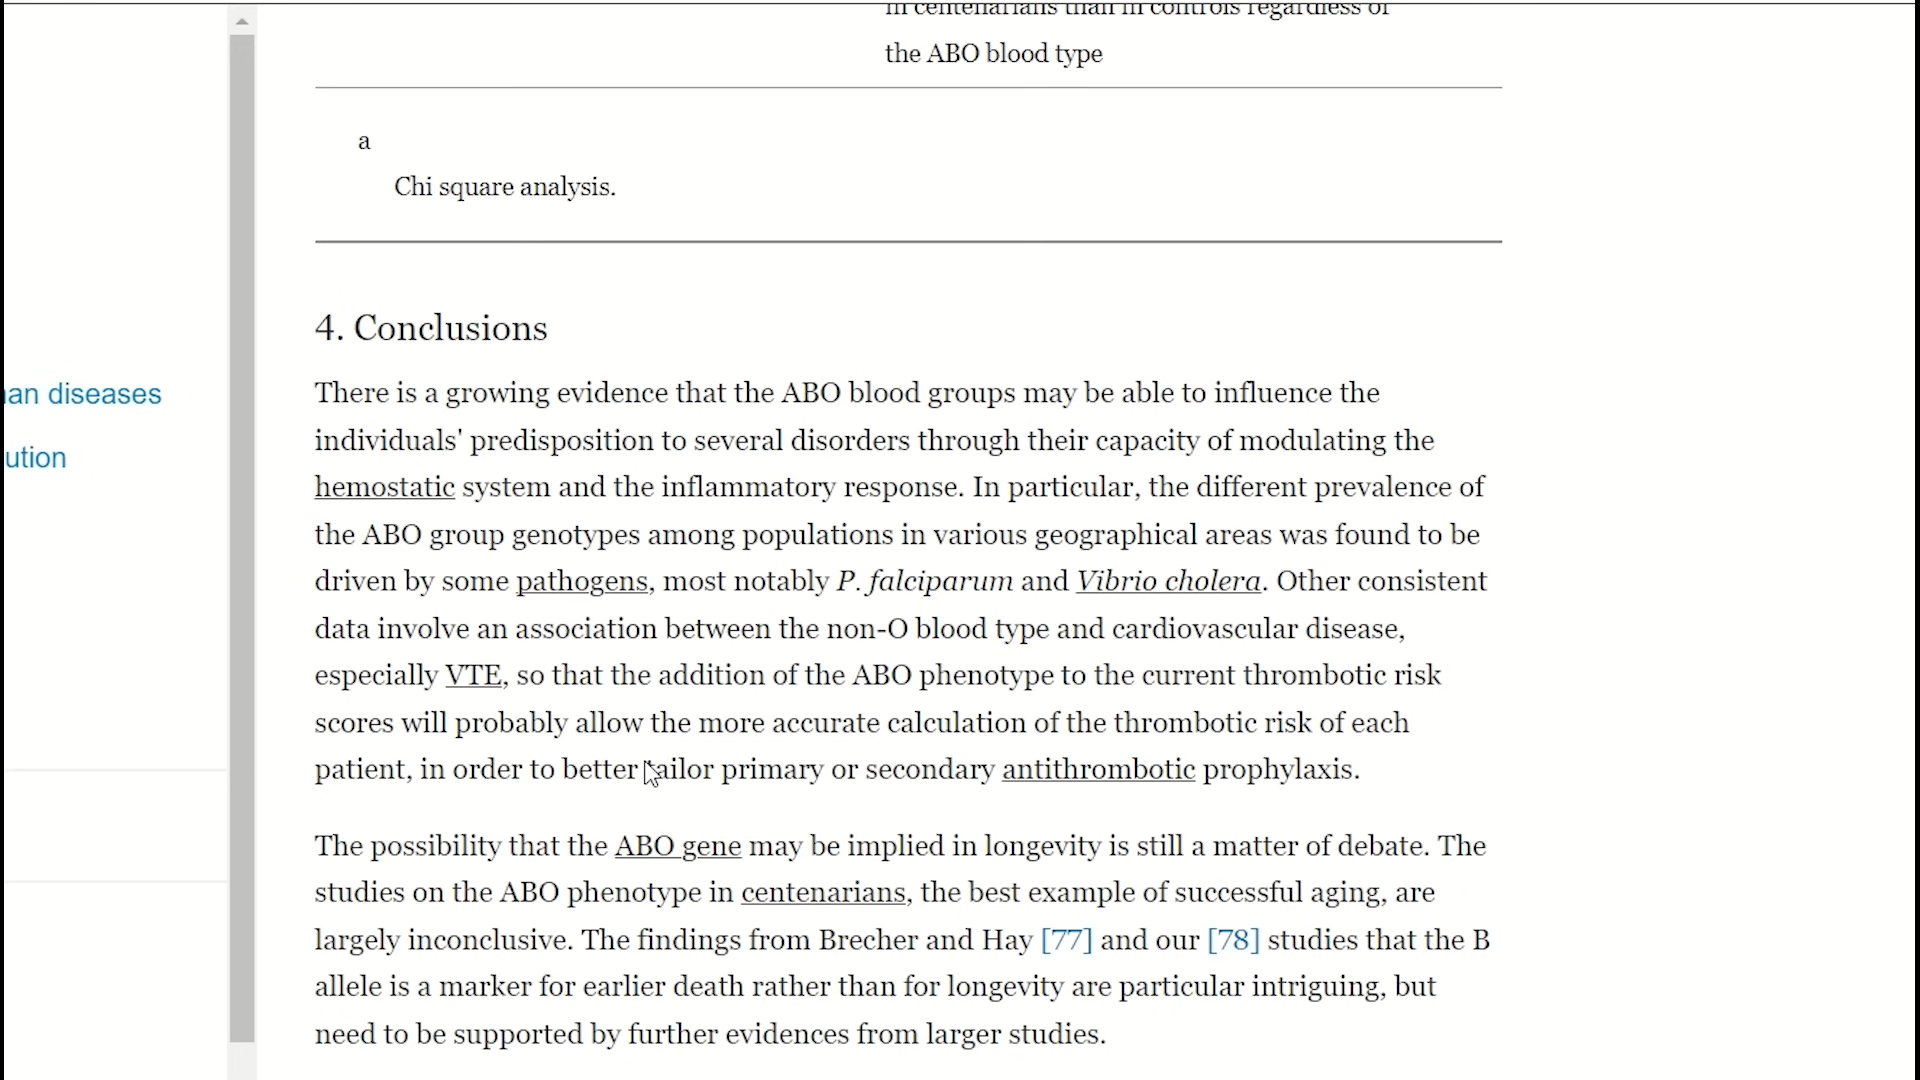 in centenarians than in controls regardless of
the ABO blood type
a
Chi square analysis.
4. Conclusions
an diseases
ution
There is a growing evidence that the ABO blood groups may be able to influence the
individuals' predisposition to several disorders through their capacity of modulating the
hemostatic system and the inflammatory response. In particular, the different prevalence of
the ABO group genotypes among populations in various geographical areas was found to be
driven by some pathogens, most notably P. falciparum and Vibrio cholera. Other consistent
data involve an association between the non-O blood type and cardiovascular disease,
especially VTE, so that the addition of the ABO phenotype to the current thrombotic risk
scores will probably allow the more accurate calculation of the thrombotic risk of each
patient, in order to better tailor primary or secondary antithrombotic prophylaxis.
The possibility that the ABO gene may be implied in longevity is still a matter of debate. The
studies on the ABO phenotype in centenarians, the best example of successful aging, are
largely inconclusive. The findings from Brecher and Hay [77] and our [78] studies that the B
allele is a marker for earlier death rather than for longevity are particular intriguing, but
need to be supported by further evidences from larger studies.